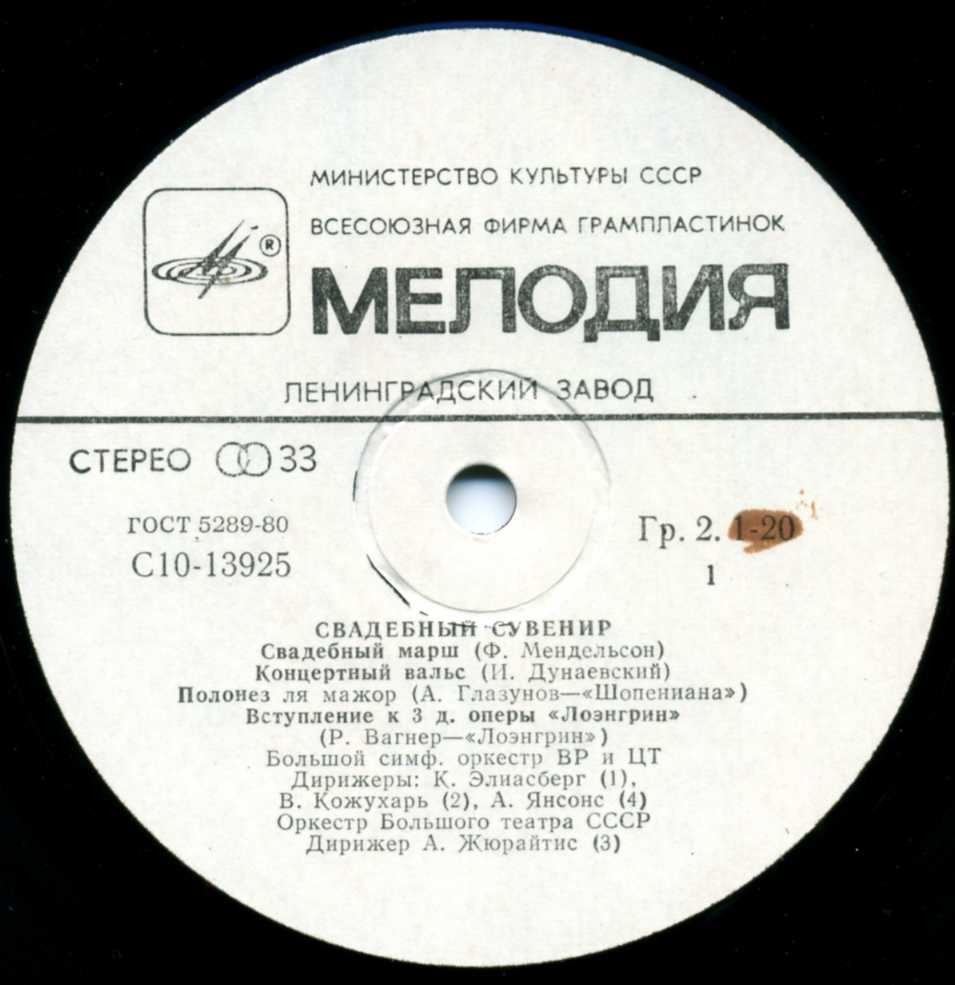 МИНИСТЕРСТВО КУЛЬТУРЫ СССР
ВСЕСОЮЗНАЯ ФИРМА ГРАМПЛАСТИНОК
®
МЕЛОДИЯ
ЛЕНИНГРАДСКИЙ ЗАВОД
СТЕРЕО 33
ГОСТ 5289-80
Гр. 2. 1-20
С10-13925
1
СВАДЕБНЫЙ СУВЕНИР
Свадебный марш (Ф. Мендельсон)
Концертный вальс (И. Дунаевский)
Полонез ля мажор (А. Глазунов—«Шопениана»)
Вступление к 3 д. оперы «Лоэнгрин»
(Р. Вагнер—«Лоэнгрин»)
Большой симф. оркестр ВР и ЦТ
Дирижеры: К. Элиасберг (1),
В. Кожухарь (2), А. Янсонс (4)
Оркестр Большого театра СССР
Дирижер А. Жюрайтис (3)